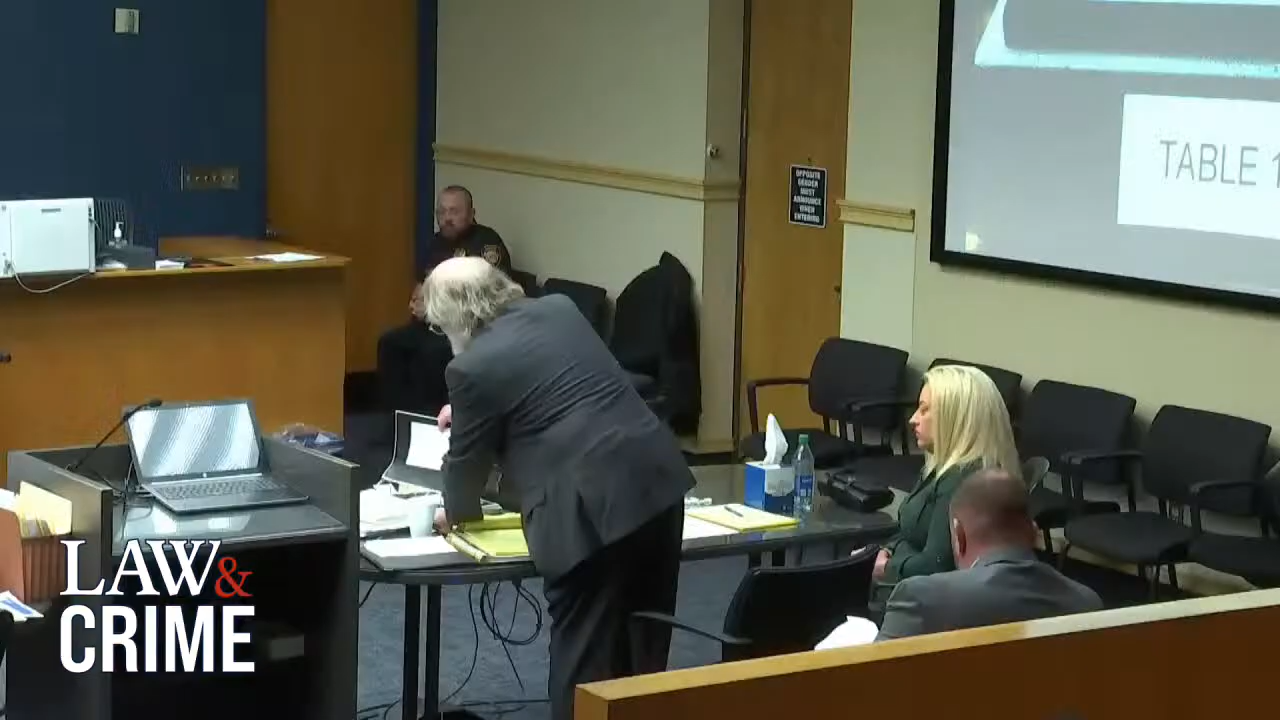 OPPOSITE
GENDER
MUST
ANNOUNCE
WHEN
ENTERING
TABLE 1
LAW&
CRIME